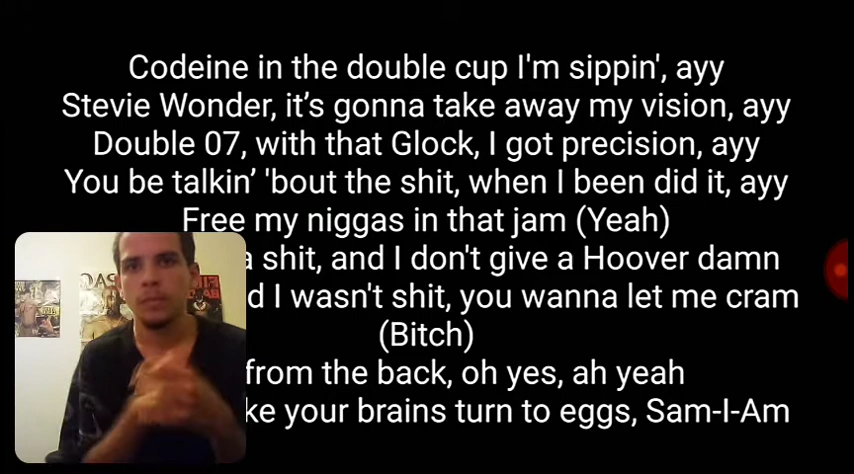 Codeine in the double cup I'm sippin', ayy
Stevie Wonder, it’s gonna take away my vision, ayy
Double 07, with that Glock, I got precision, ayy
You be talkin’ 'bout the shit, when I been did it, ayy
Free my niggas in that jam (Yeah)
a shit, and I don't give a Hoover damn
d I wasn't shit, you wanna let me cram
(Bitch)
from the back, oh yes, ah yeah
ke your brains turn to eggs, Sam-I-Am